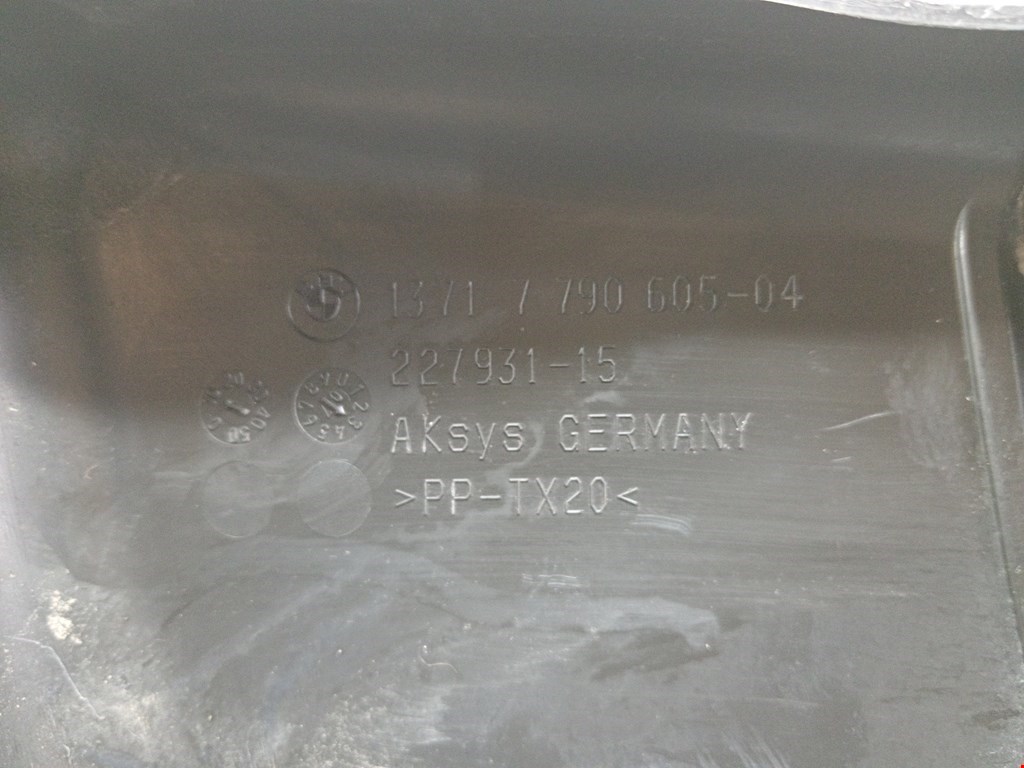 1371 7 790 605-04
227931-15
AKsys GERMANY
>PP-TX20<